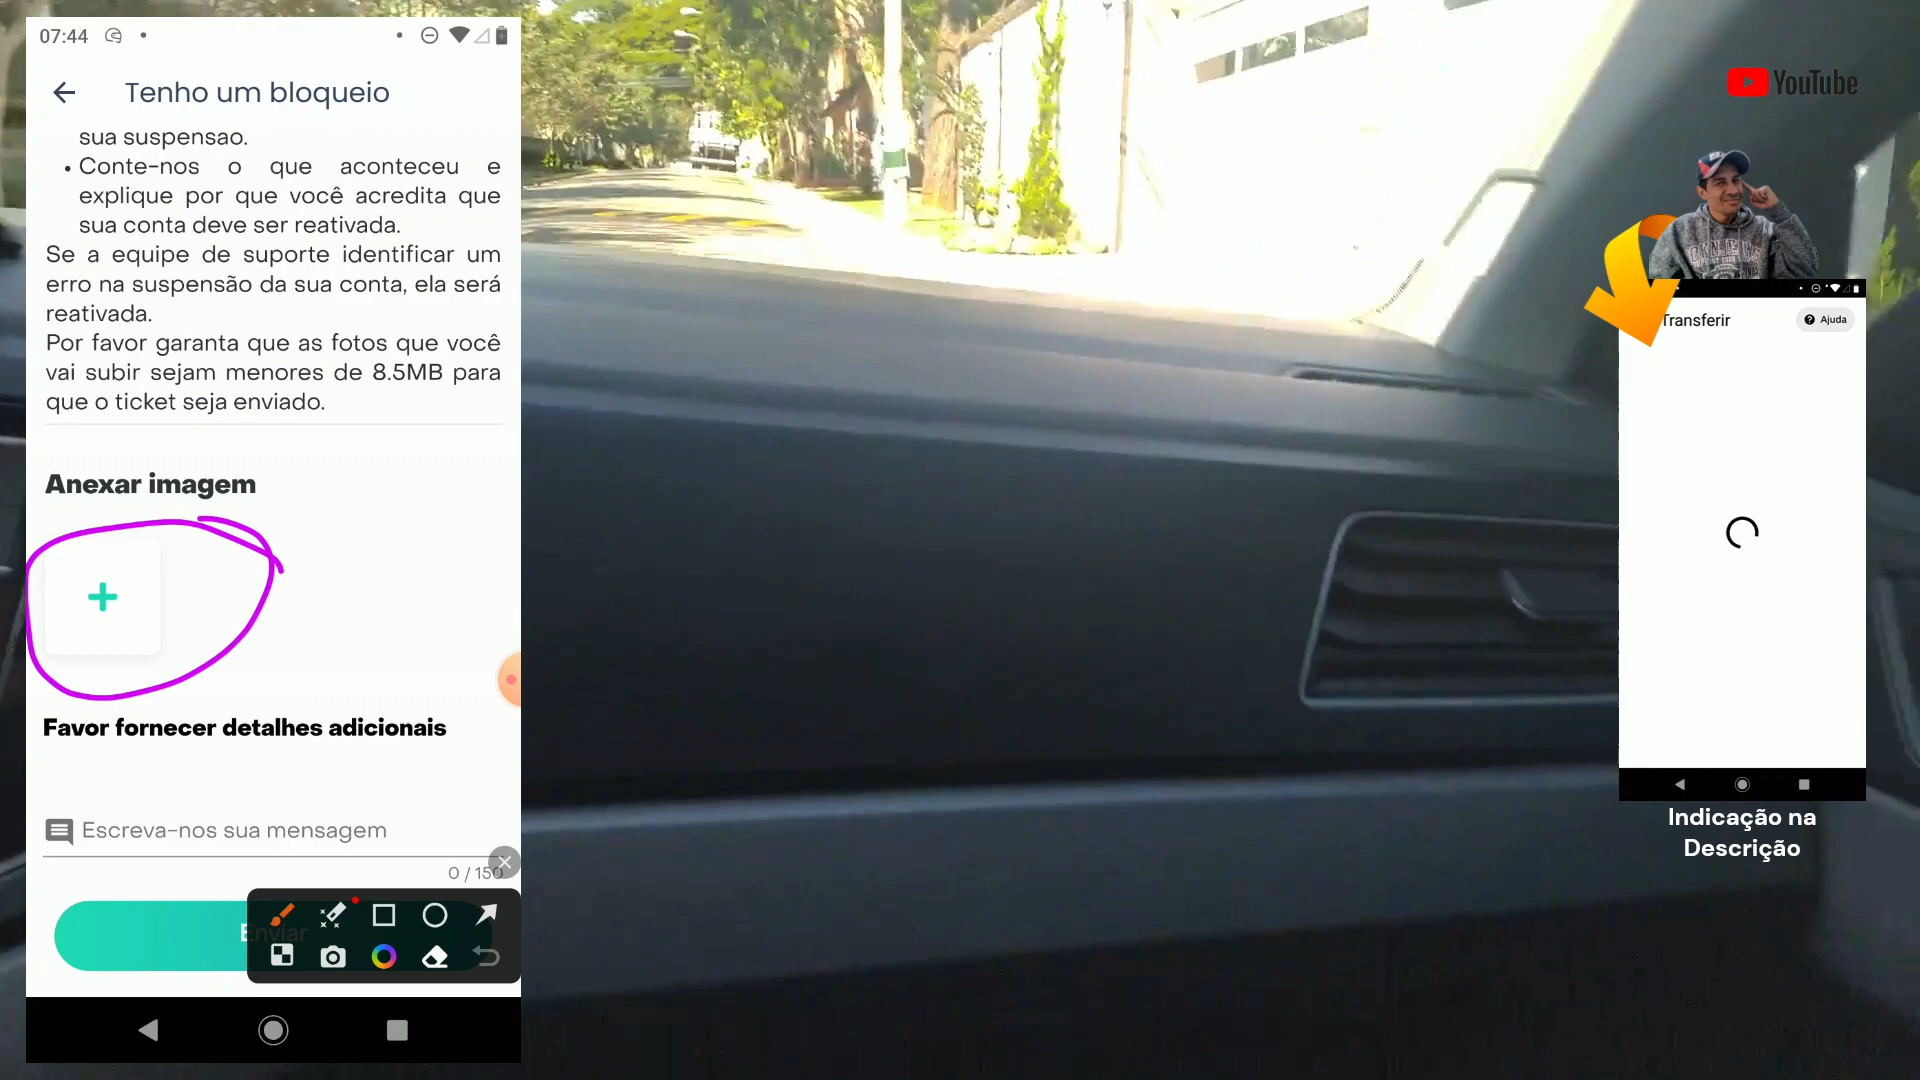 07:44
Tenho um bloqueio
sua suspensao.
• Conte-nos o que aconteceu e
explique por que você acredita que
sua conta deve ser reativada.
Se a equipe de suporte identificar um
erro na suspensão da sua conta, ela será
reativada.
Por favor garanta que as fotos que você
vai subir sejam menores de 8.5MB para
que o ticket seja enviado.
Anexar imagem
Favor fornecer detalhes adicionais
Escreva-nos sua mensagem
0 / 150
Enviar
YouTube
Transferir
Ajuda
Indicação na
Descrição